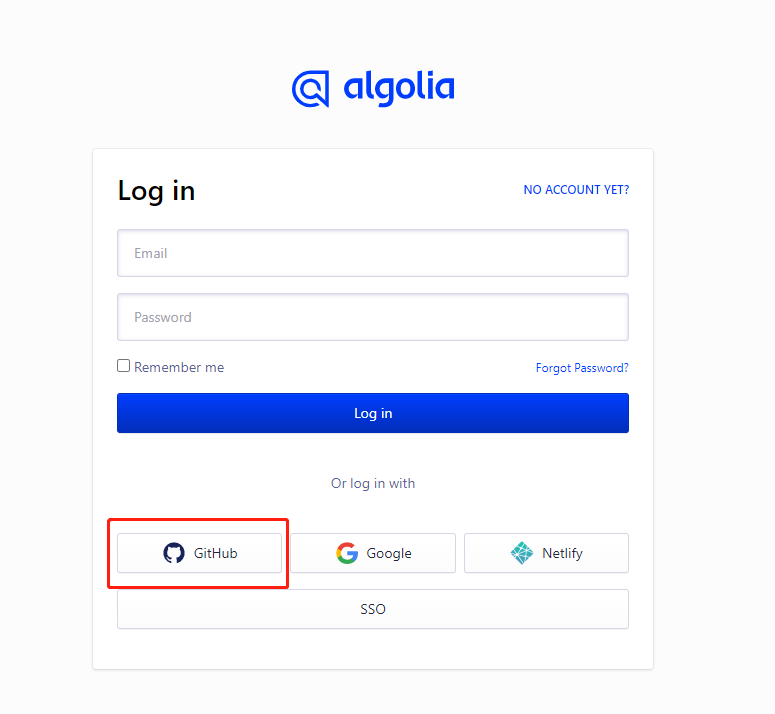 algolia
Log in
NO ACCOUNT YET?
Email
Password
Remember me
Forgot Password?
Log in
Or log in with
GitHub
Google
Netlify
SSO